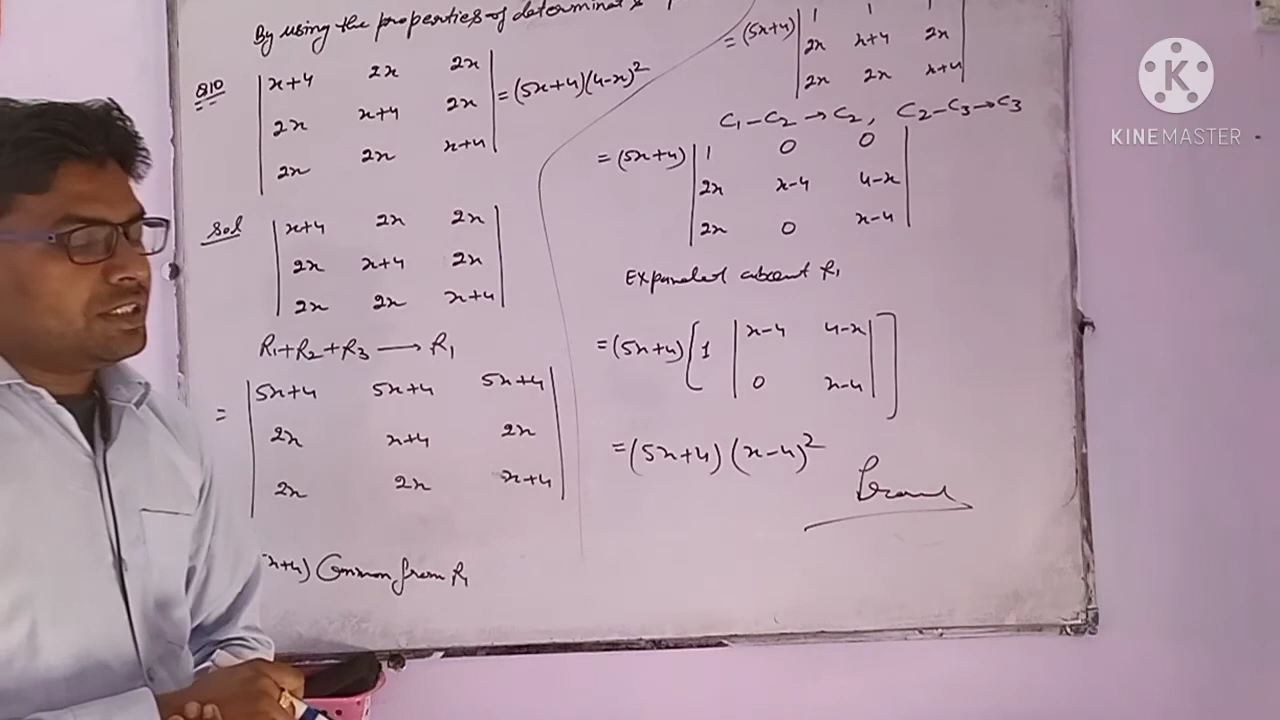 By using the properties of determinant
Q10 | x+4 2x 2x | = (5x+4)(4-x)²
| 2x x+4 2x |
| 2x 2x x+4 |
Sol | x+4 2x 2x |
| 2x x+4 2x |
| 2x 2x x+4 |
R₁+R₂+R₃ → R₁
= | 5x+4 5x+4 5x+4 |
| 2x x+4 2x |
| 2x 2x x+4 |
x+4) Common from R₁
= (5x+4) | 1 1 1 |
| 2x x+4 2x |
| 2x 2x x+4 |
C₁-C₂→C₂, C₂-C₃→C₃
= (5x+4) | 1 0 0 |
| 2x x-4 4-x |
| 2x 0 x-4 |
Expanded about R₁
= (5x+4) [ 1 | x-4 4-x | ]
| 0 x-4 |
= (5x+4) (x-4)²
K
KINEMASTER